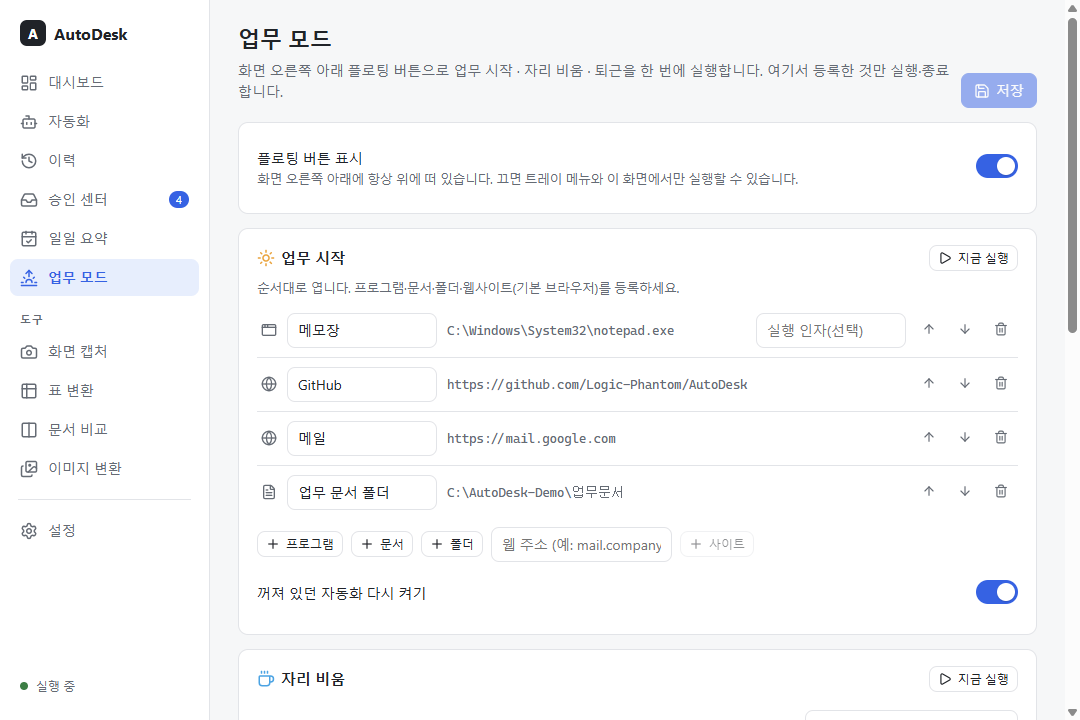 A AutoDesk
대시보드
자동화
이력
승인 센터 4
일일 요약
업무 모드
도구
화면 캡처
표 변환
문서 비교
이미지 변환
설정
실행 중
업무 모드
화면 오른쪽 아래 플로팅 버튼으로 업무 시작 · 자리 비움 · 퇴근을 한 번에 실행합니다. 여기서 등록한 것만 실행·종료
합니다.
저장
플로팅 버튼 표시
화면 오른쪽 아래에 항상 위에 떠 있습니다. 끄면 트레이 메뉴와 이 화면에서만 실행할 수 있습니다.
업무 시작
지금 실행
순서대로 엽니다. 프로그램·문서·폴더·웹사이트(기본 브라우저)를 등록하세요.
메모장 C:\Windows\System32\notepad.exe 실행 인자(선택)
GitHub https://github.com/Logic-Phantom/AutoDesk
메일 https://mail.google.com
업무 문서 폴더 C:\AutoDesk-Demo\업무문서
+ 프로그램 + 문서 + 폴더 웹 주소 (예: mail.company + 사이트
꺼져 있던 자동화 다시 켜기
자리 비움
지금 실행